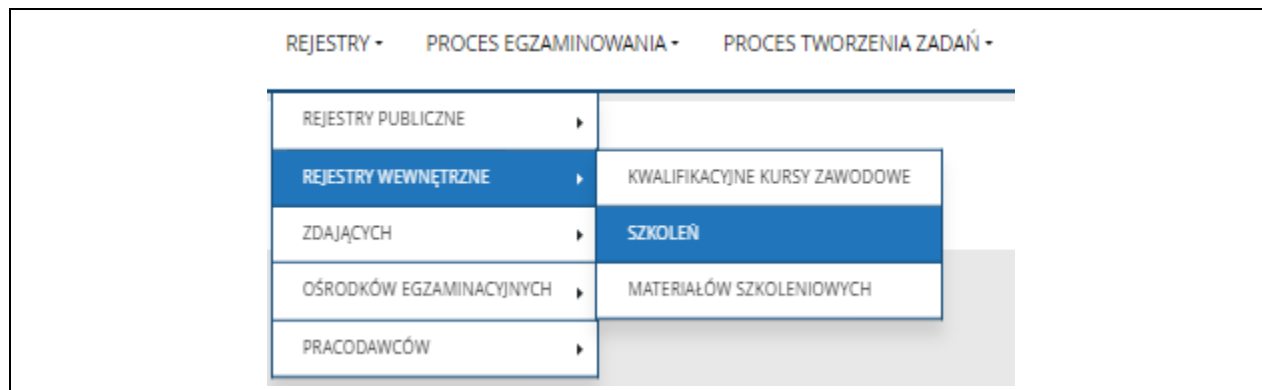 REJESTRY PROCES EGZAMINOWANIA PROCES TWORZENIA ZADAŃ
REJESTRY PUBLICZNE
REJESTRY WEWNĘTRZNE KWALIFIKACYJNE KURSY ZAWODOWE
ZDAJĄCYCH SZKOLEŃ
OŚRODKÓW EGZAMINACYJNYCH MATERIAŁÓW SZKOLENIOWYCH
PRACODAWCÓW